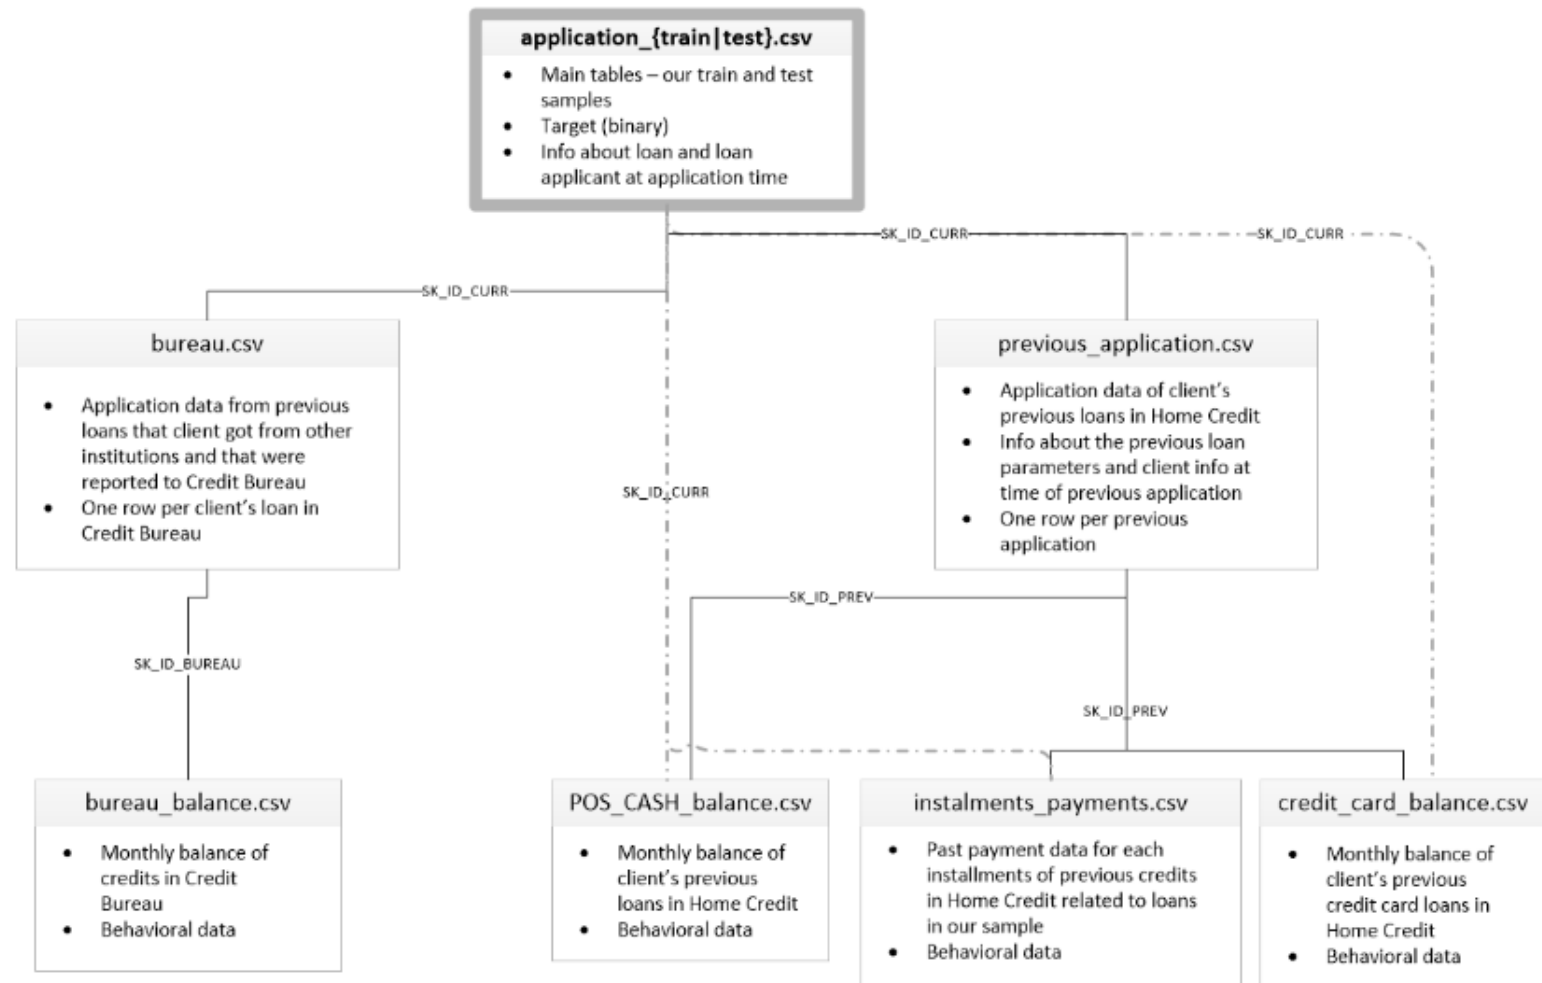 application_{train|test}.csv
• Main tables – our train and test
samples
• Target (binary)
• Info about loan and loan
applicant at application time
SK_ID_CURR
SK_ID_CURR
SK_ID_CURR
bureau.csv
• Application data from previous
loans that client got from other
institutions and that were
reported to Credit Bureau
• One row per client's loan in
Credit Bureau
previous_application.csv
• Application data of client's
previous loans in Home Credit
• Info about the previous loan
parameters and client info at
time of previous application
• One row per previous
application
SK_ID_CURR
SK_ID_PREV
SK_ID_BUREAU
SK_ID_PREV
bureau_balance.csv
• Monthly balance of
credits in Credit
Bureau
• Behavioral data
POS_CASH_balance.csv
• Monthly balance of
client's previous
loans in Home Credit
• Behavioral data
instalments_payments.csv
• Past payment data for each
installments of previous credits
in Home Credit related to loans
in our sample
• Behavioral data
credit_card_balance.csv
• Monthly balance of
client's previous
credit card loans in
Home Credit
• Behavioral data